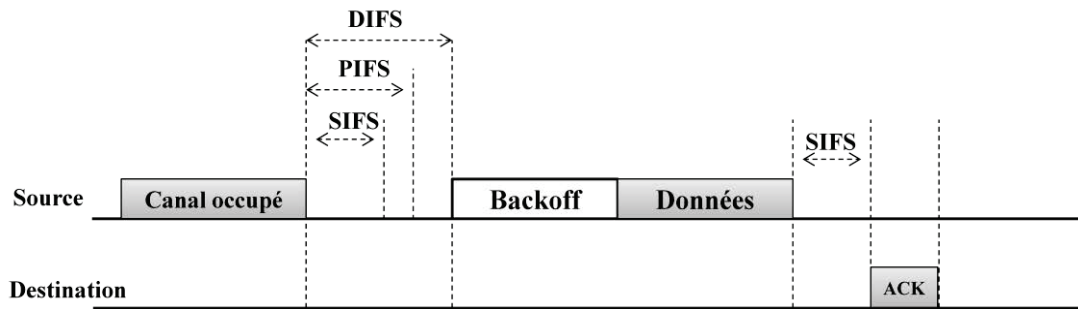 DIFS
PIFS
SIFS
SIFS
Source
Canal occupé
Backoff
Données
Destination
ACK